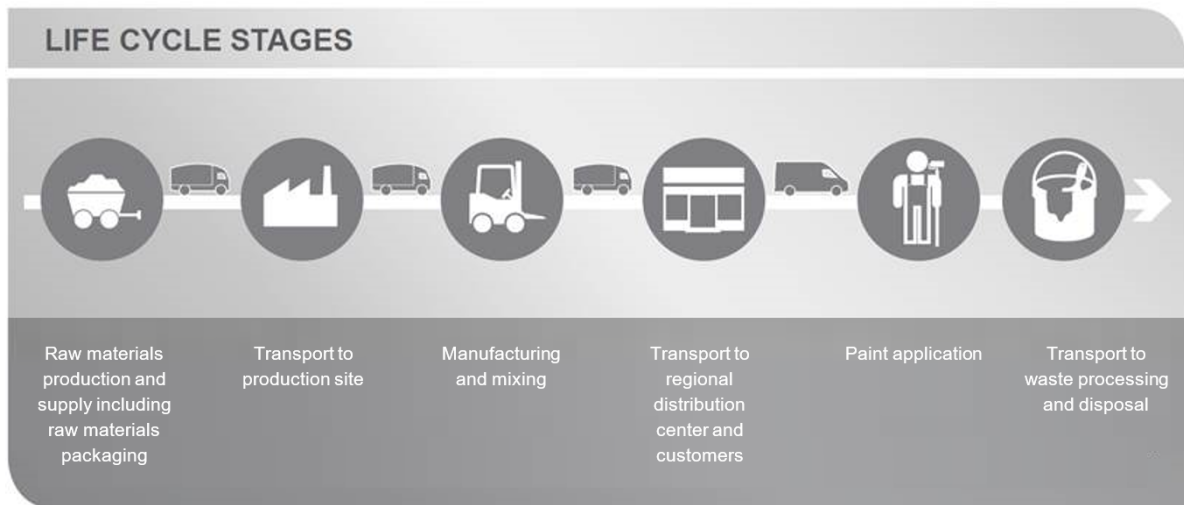 LIFE CYCLE STAGES
Raw materials
production and
supply including
raw materials
packaging
Transport to
production site
Manufacturing
and mixing
Transport to
regional
distribution
center and
customers
Paint application
Transport to
waste processing
and disposal